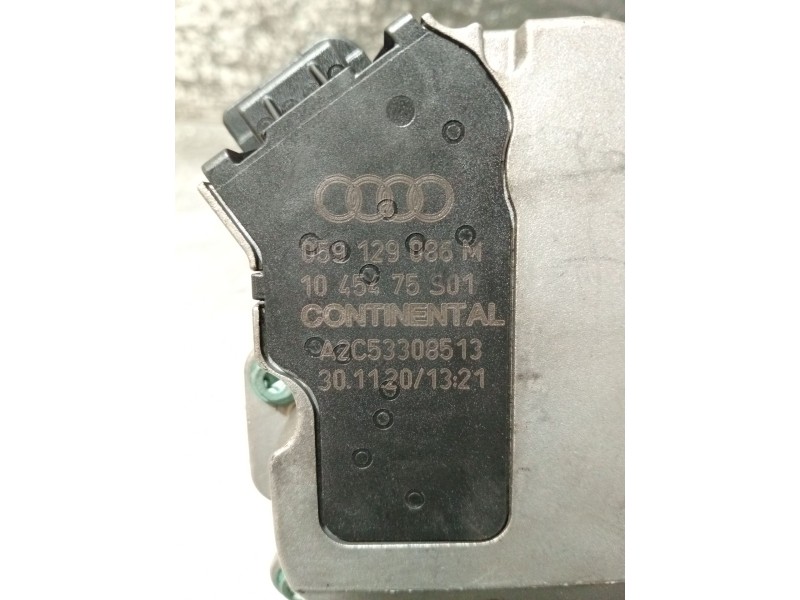 059 129 086 M
10 454 75 S01
CONTINENTAL
A2C53308513
30.11.20/13:21